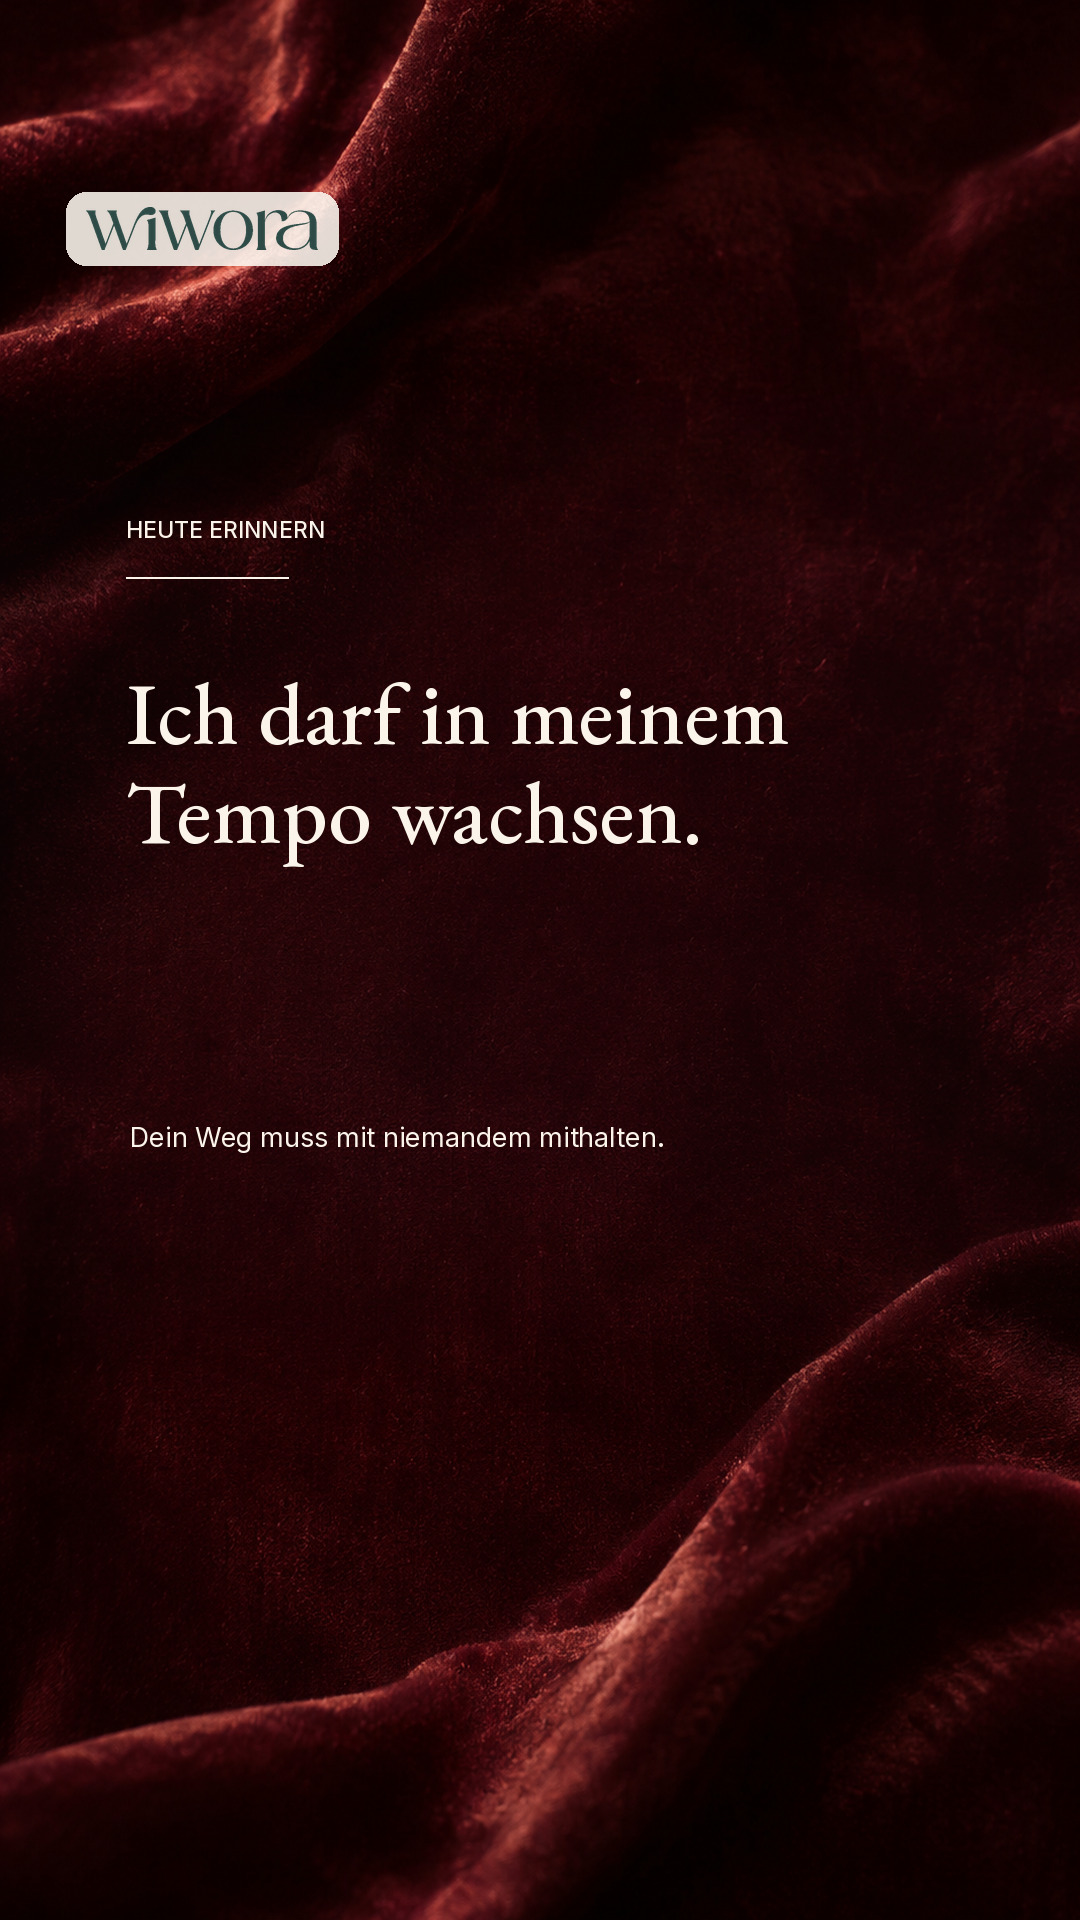 wiwora
HEUTE ERINNERN
Ich darf in meinem
Tempo wachsen.
Dein Weg muss mit niemandem mithalten.